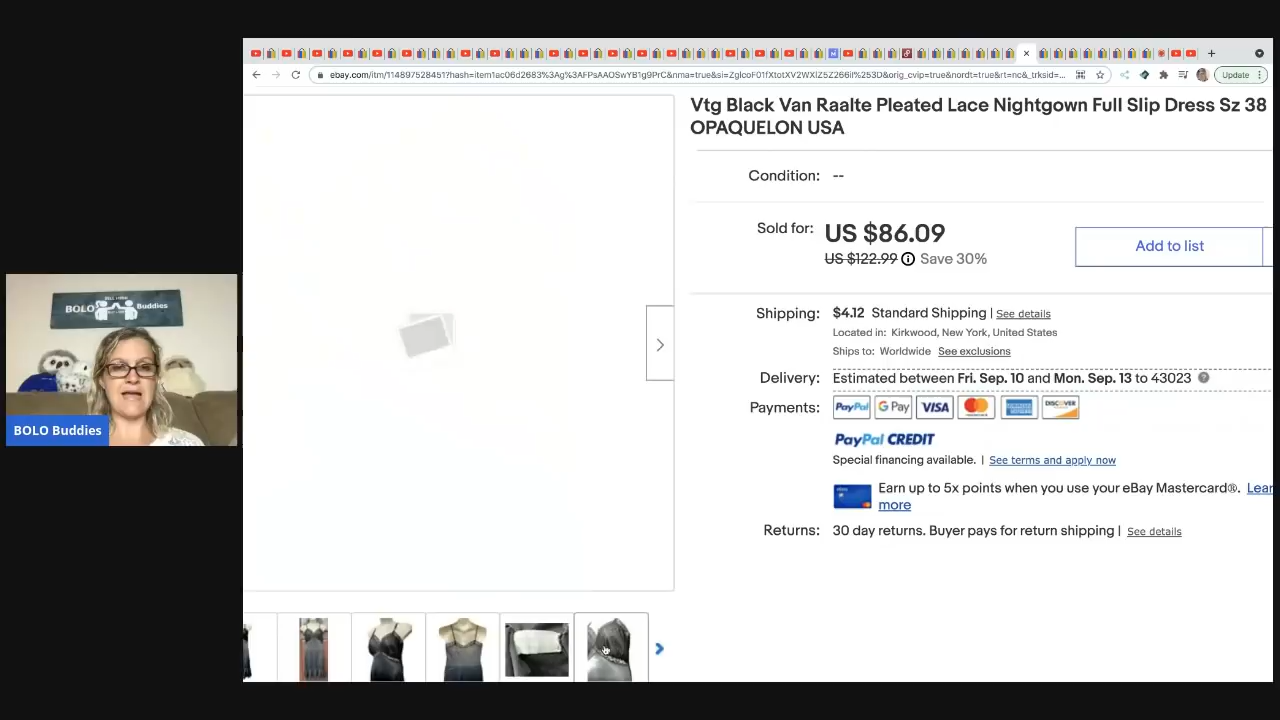 ebay.com/itm/114897528451?hash=item1ac06d2683%3Ag%3AFPsAAOSwYB1g9PrC&nma=true&si=ZglcoF01fXtotXV2WXlZ5Z266il%253D&orig_cvip=true&nordt=true&rt=nc&_trksid=...
Update
Vtg Black Van Raalte Pleated Lace Nightgown Full Slip Dress Sz 38
OPAQUELON USA
Condition: --
Sold for: US $86.09
US $122.99 Save 30%
Add to list
Shipping: $4.12 Standard Shipping | See details
Located in: Kirkwood, New York, United States
Ships to: Worldwide See exclusions
Delivery: Estimated between Fri. Sep. 10 and Mon. Sep. 13 to 43023
Payments: PayPal G Pay VISA MasterCard AMERICAN EXPRESS DISCOVER
PayPal CREDIT
Special financing available. | See terms and apply now
Earn up to 5x points when you use your eBay Mastercard®. Lear
more
Returns: 30 day returns. Buyer pays for return shipping | See details
BOLO Buddies
BOLO Buddies